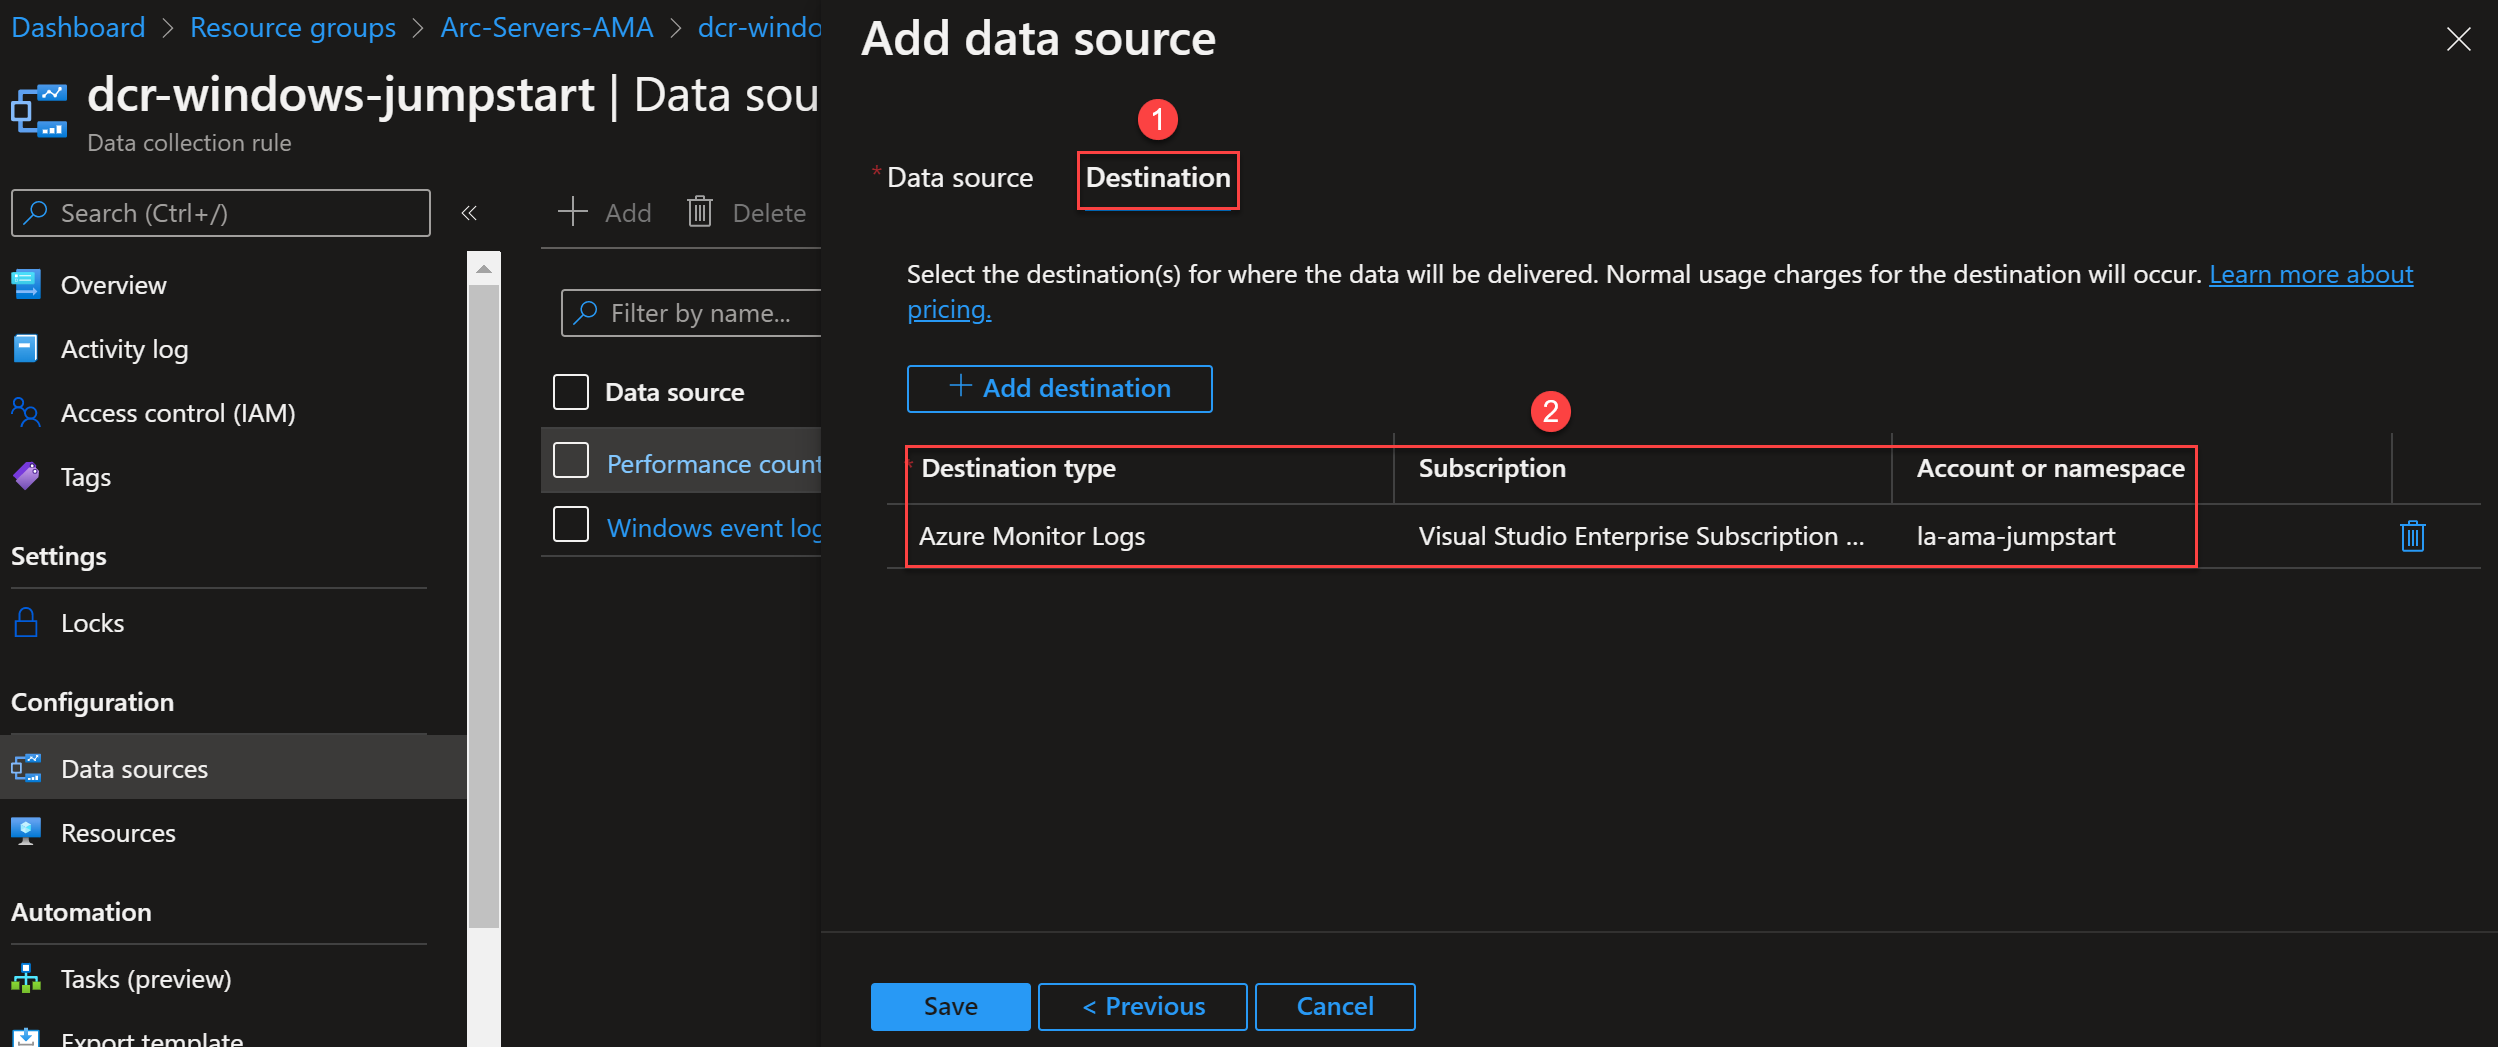 Dashboard > Resource groups > Arc-Servers-AMA > dcr-windo
dcr-windows-jumpstart | Data sou
Data collection rule
Search (Ctrl+/)
«
Overview
Activity log
Access control (IAM)
Tags
Settings
Locks
Configuration
Data sources
Resources
Automation
Tasks (preview)
Export template
+ Add
Delete
Filter by name...
Data source
Performance count
Windows event log
Add data source
1
* Data source
Destination
Select the destination(s) for where the data will be delivered. Normal usage charges for the destination will occur. Learn more about
pricing.
+ Add destination
2
* Destination type Subscription Account or namespace
Azure Monitor Logs Visual Studio Enterprise Subscription ... la-ama-jumpstart
Save
< Previous
Cancel